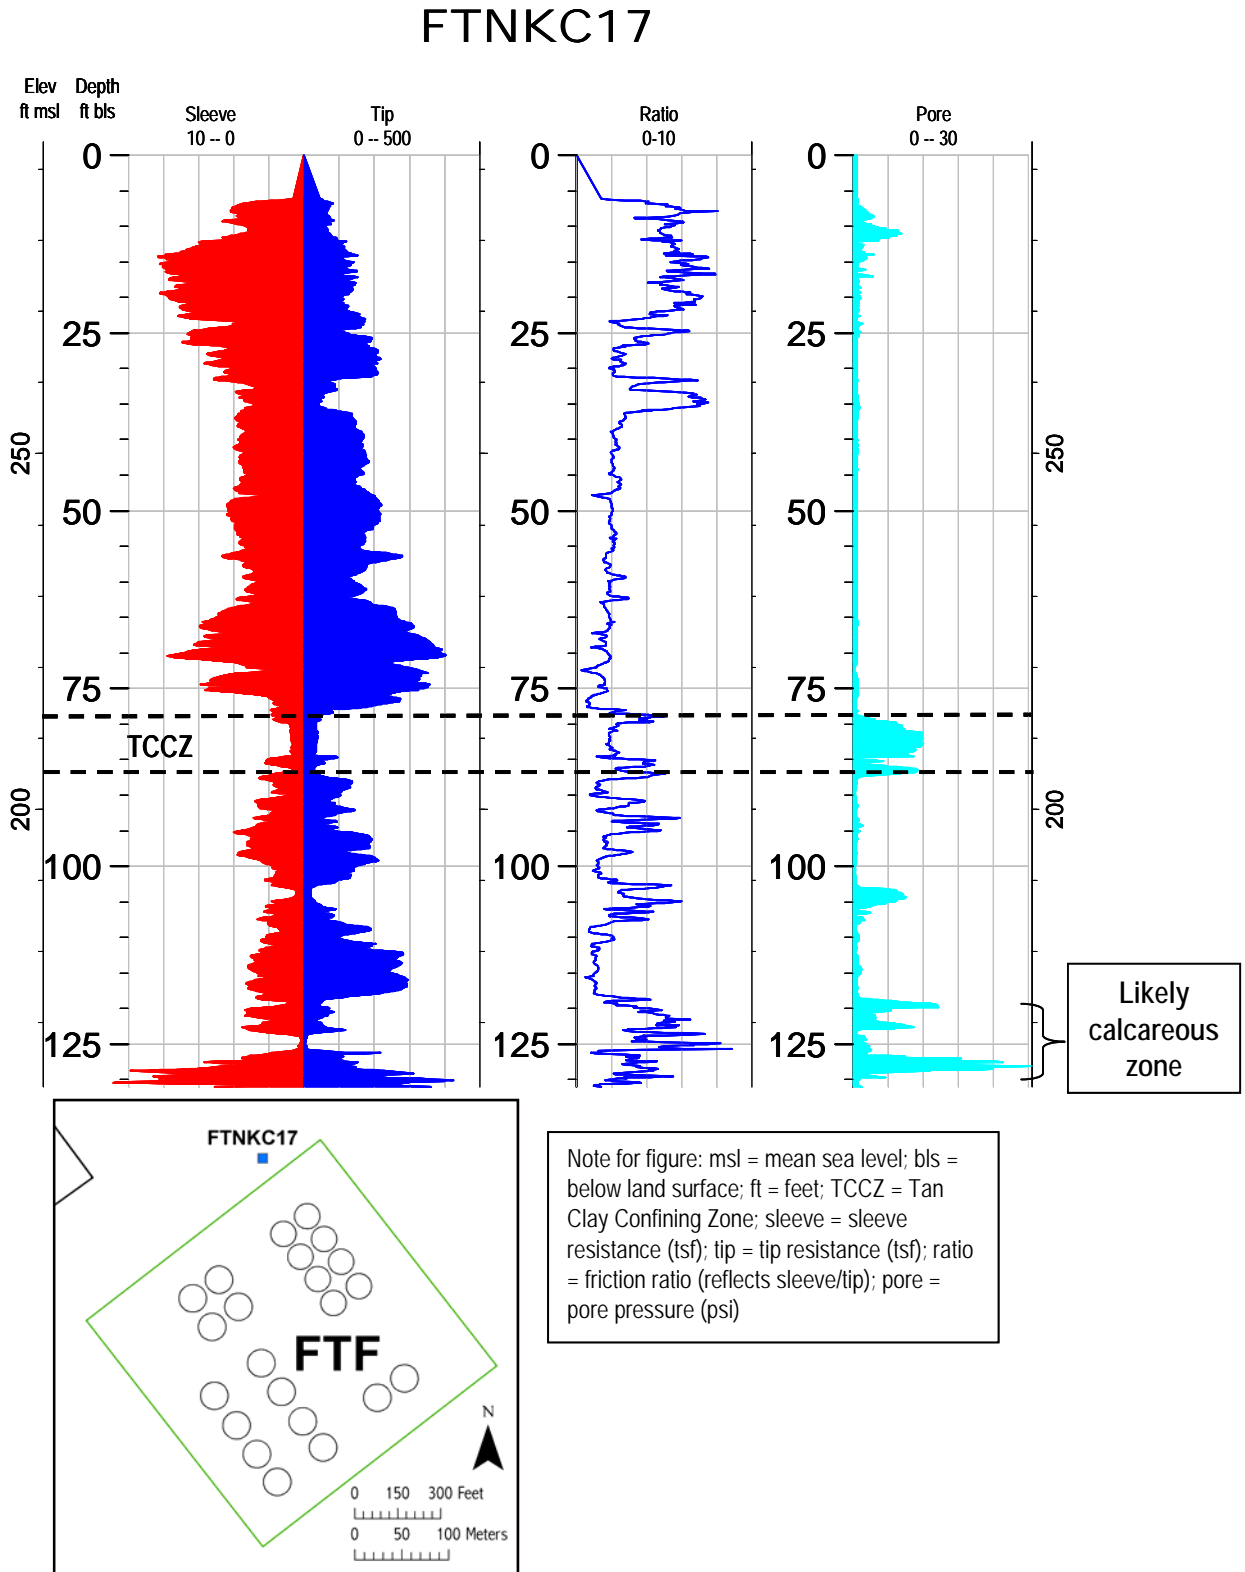 FTNKC17
Elev Depth
ft msl ft bls
Sleeve
10 -- 0
Tip
0 -- 500
Ratio
0-10
Pore
0 -- 30
0 0 0
25 25 25
250 250
50 50 50
75 75 75
TCCZ
200 200
100 100 100
125 125 125
Likely
calcareous
zone
FTNKC17
FTF
N
0 150 300 Feet
0 50 100 Meters
Note for figure: msl = mean sea level; bls =
below land surface; ft = feet; TCCZ = Tan
Clay Confining Zone; sleeve = sleeve
resistance (tsf); tip = tip resistance (tsf); ratio
= friction ratio (reflects sleeve/tip); pore =
pore pressure (psi)